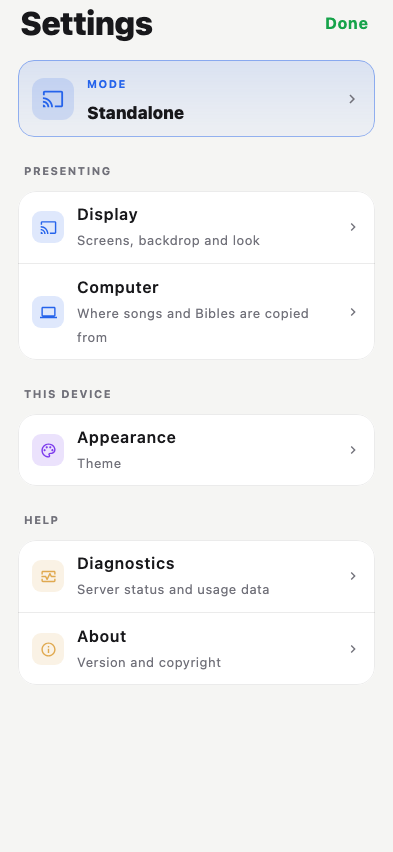 Settings
Done
MODE
Standalone
PRESENTING
Display
Screens, backdrop and look
Computer
Where songs and Bibles are copied
from
THIS DEVICE
Appearance
Theme
HELP
Diagnostics
Server status and usage data
About
Version and copyright